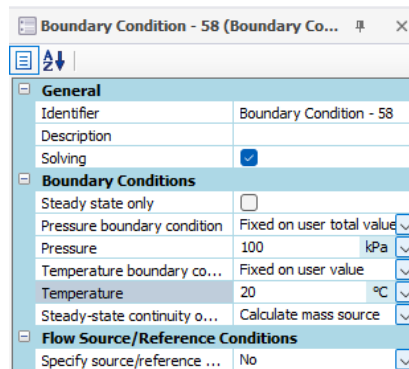 Boundary Condition - 58 (Boundary Co...
General
Identifier Boundary Condition - 58
Description
Solving
Boundary Conditions
Steady state only
Pressure boundary condition Fixed on user total value
Pressure 100 kPa
Temperature boundary co... Fixed on user value
Temperature 20 °C
Steady-state continuity o... Calculate mass source
Flow Source/Reference Conditions
Specify source/reference ... No